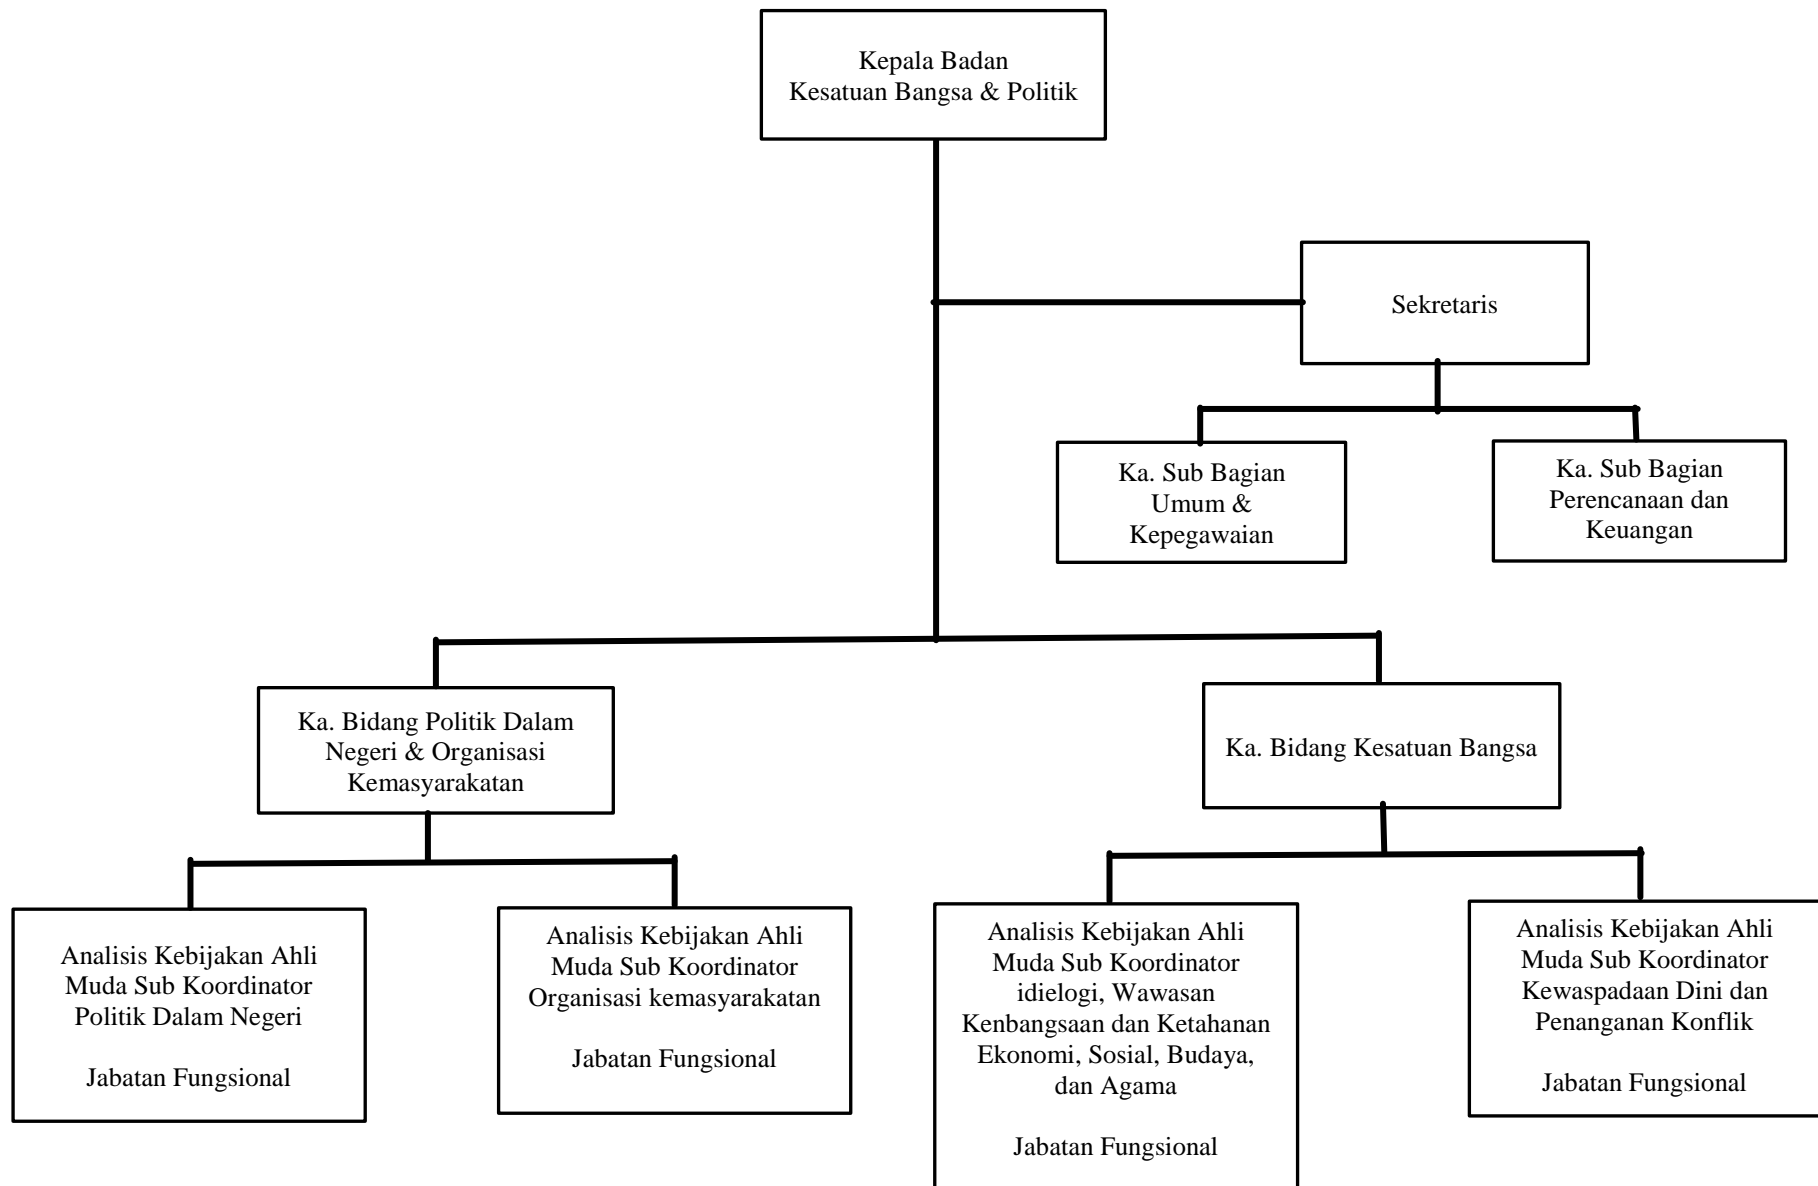 Kepala Badan
Kesatuan Bangsa & Politik
Sekretaris
Ka. Sub Bagian
Umum &
Kepegawaian
Ka. Sub Bagian
Perencanaan dan
Keuangan
Ka. Bidang Politik Dalam
Negeri & Organisasi
Kemasyarakatan
Ka. Bidang Kesatuan Bangsa
Analisis Kebijakan Ahli
Muda Sub Koordinator
Politik Dalam Negeri
Jabatan Fungsional
Analisis Kebijakan Ahli
Muda Sub Koordinator
Organisasi kemasyarakatan
Jabatan Fungsional
Analisis Kebijakan Ahli
Muda Sub Koordinator
idielogi, Wawasan
Kenbangsaan dan Ketahanan
Ekonomi, Sosial, Budaya,
dan Agama
Jabatan Fungsional
Analisis Kebijakan Ahli
Muda Sub Koordinator
Kewaspadaan Dini dan
Penanganan Konflik
Jabatan Fungsional